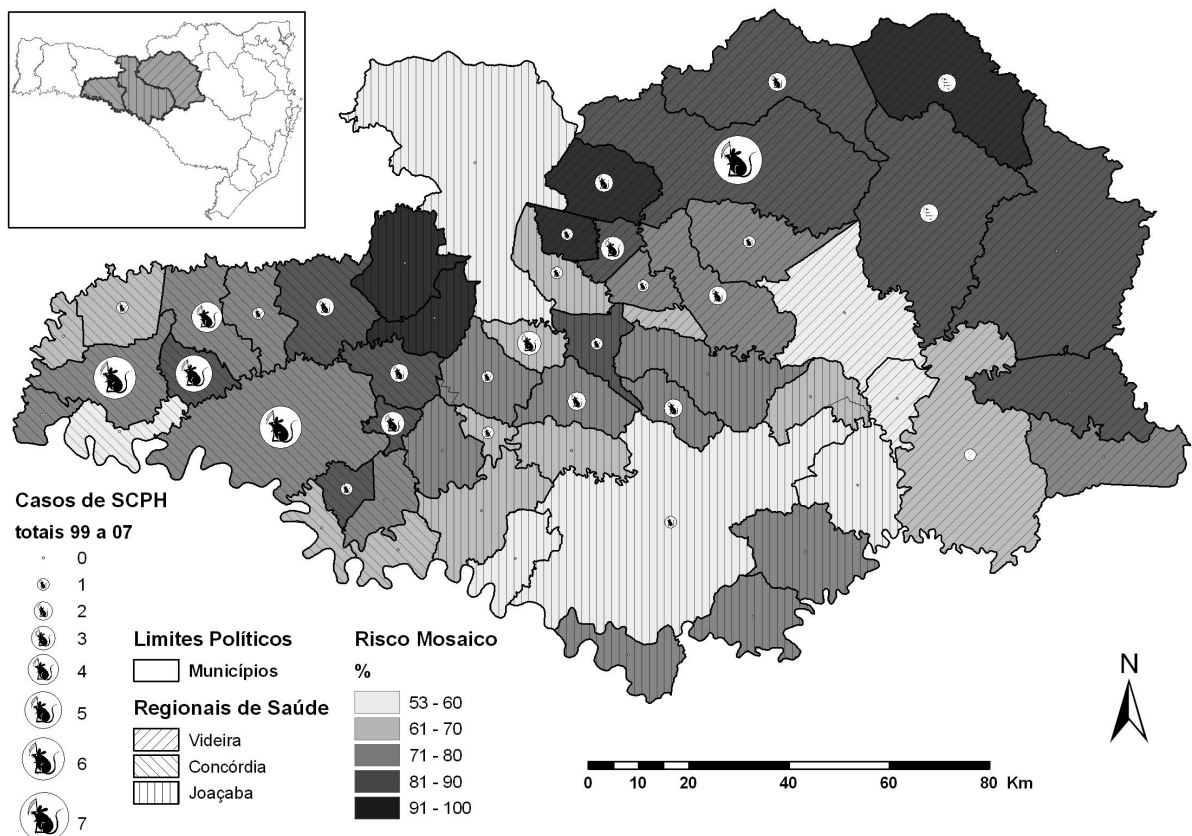 Casos de SCPH
totais 99 a 07
0
1
2
3
4
5
6
7
Limites Políticos
Municípios
Regionais de Saúde
Videira
Concórdia
Joaçaba
Risco Mosaico
%
53 - 60
61 - 70
71 - 80
81 - 90
91 - 100
N
0 10 20 40 60 80 Km